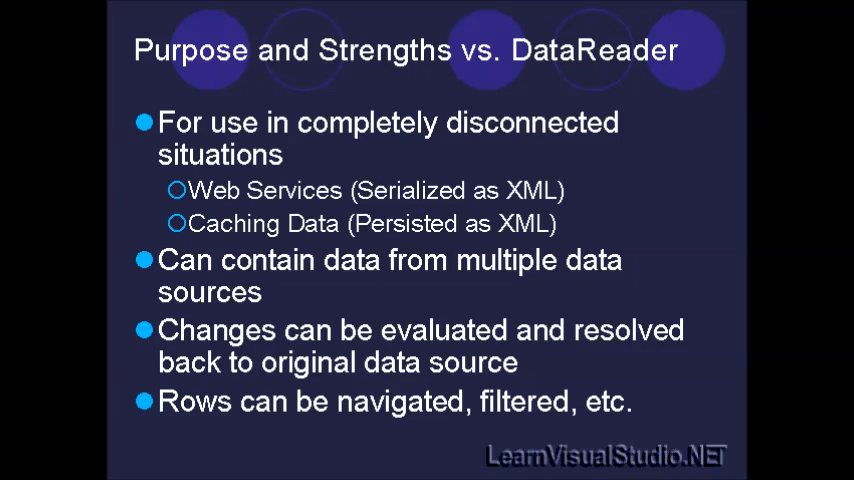 Purpose and Strengths vs. DataReader
For use in completely disconnected
situations
Web Services (Serialized as XML)
Caching Data (Persisted as XML)
Can contain data from multiple data
sources
Changes can be evaluated and resolved
back to original data source
Rows can be navigated, filtered, etc.
LearnVisualStudio.NET